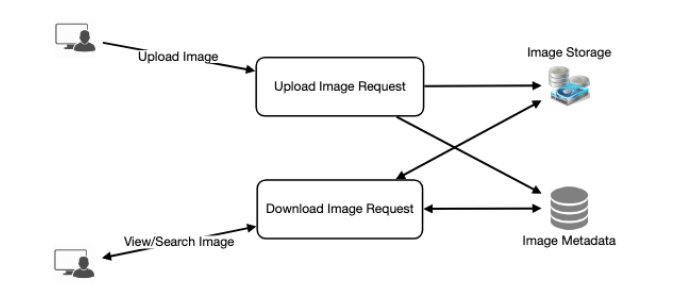 Image Storage
Upload Image
Upload Image Request
Download Image Request
View/Search Image
Image Metadata